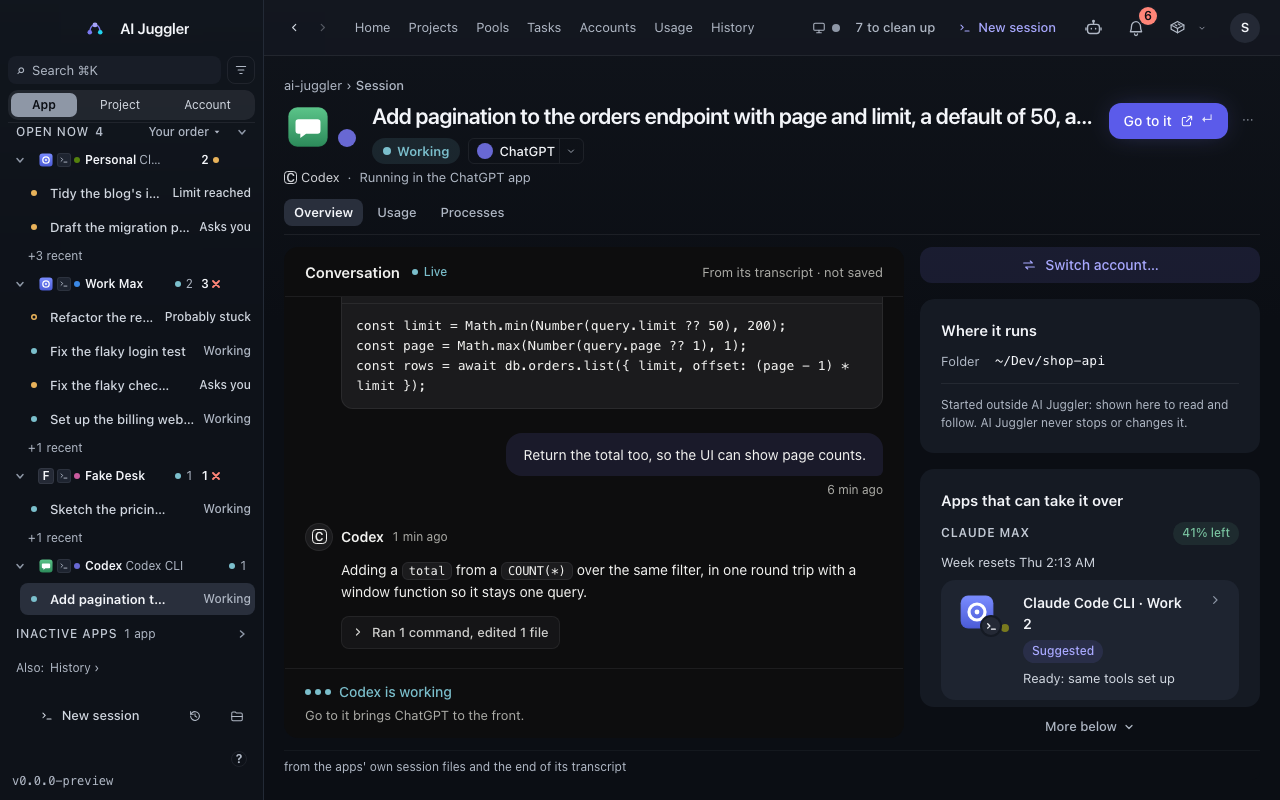 AI Juggler
Search ⌘K
App
Project
Account
OPEN NOW 4
Your order
Personal Cl…
2
Tidy the blog's i…
Limit reached
Draft the migration p…
Asks you
+3 recent
Work Max
2
3
Refactor the re…
Probably stuck
Fix the flaky login test
Working
Fix the flaky chec…
Asks you
Set up the billing web…
Working
+1 recent
F
Fake Desk
1
1
Sketch the pricin…
Working
+1 recent
Codex Codex CLI
1
Add pagination t…
Working
INACTIVE APPS 1 app
Also: History ›
New session
?
v0.0.0-preview
Home
Projects
Pools
Tasks
Accounts
Usage
History
7 to clean up
New session
6
S
ai-juggler › Session
Add pagination to the orders endpoint with page and limit, a default of 50, a…
Go to it
Working
ChatGPT
Codex · Running in the ChatGPT app
Overview
Usage
Processes
Conversation
Live
From its transcript · not saved
const limit = Math.min(Number(query.limit ?? 50), 200);
const page = Math.max(Number(query.page ?? 1), 1);
const rows = await db.orders.list({ limit, offset: (page − 1) *
limit });
Return the total too, so the UI can show page counts.
6 min ago
Codex 1 min ago
Adding a total from a COUNT(*) over the same filter, in one round trip with a
window function so it stays one query.
Ran 1 command, edited 1 file
Codex is working
Go to it brings ChatGPT to the front.
from the apps' own session files and the end of its transcript
Switch account…
Where it runs
Folder ~/Dev/shop-api
Started outside AI Juggler: shown here to read and
follow. AI Juggler never stops or changes it.
Apps that can take it over
CLAUDE MAX
41% left
Week resets Thu 2:13 AM
Claude Code CLI · Work
2
Suggested
Ready: same tools set up
More below